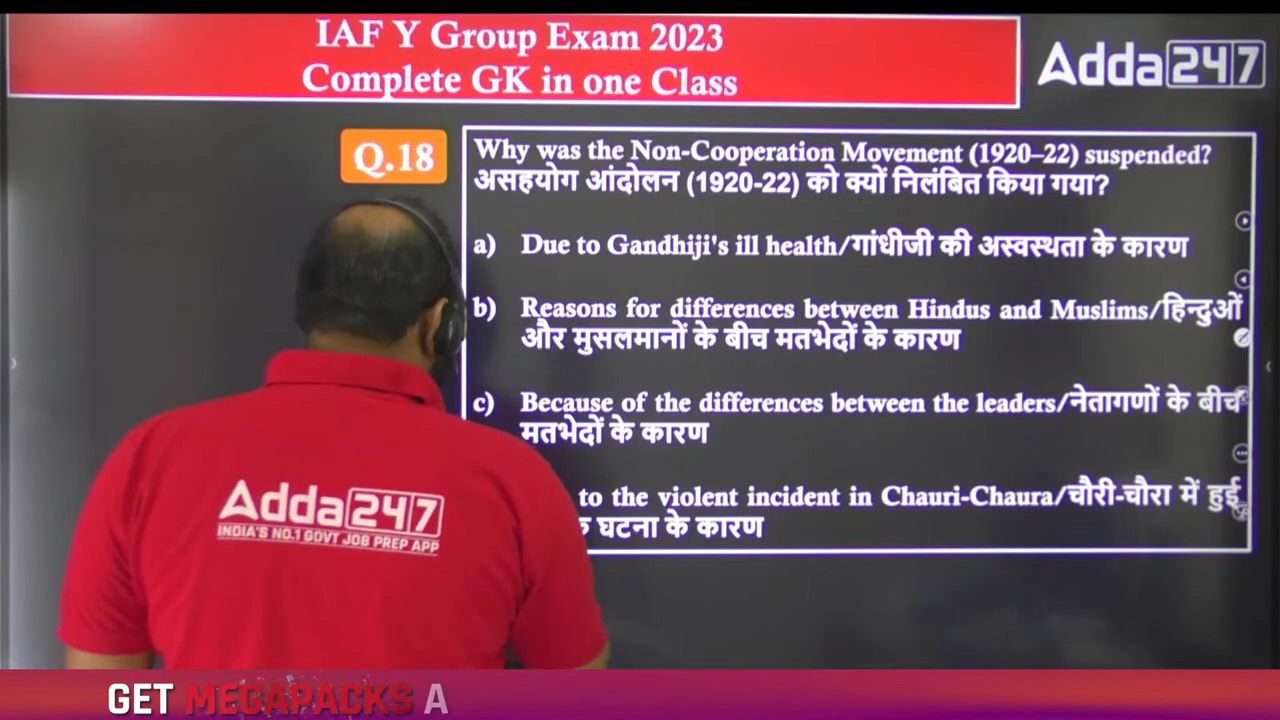 IAF Y Group Exam 2023
Complete GK in one Class
Adda247
Q.18
Why was the Non-Cooperation Movement (1920–22) suspended?
असहयोग आंदोलन (1920-22) को क्यों निलंबित किया गया?
a) Due to Gandhiji's ill health/गांधीजी की अस्वस्थता के कारण
b) Reasons for differences between Hindus and Muslims/हिन्दुओं
और मुसलमानों के बीच मतभेदों के कारण
c) Because of the differences between the leaders/नेतागणों के बीच
मतभेदों के कारण
to the violent incident in Chauri-Chaura/चौरी-चौरा में हुई
घटना के कारण
Adda247
INDIA'S NO.1 GOVT JOB PREP APP
GET MEGAPACKS A